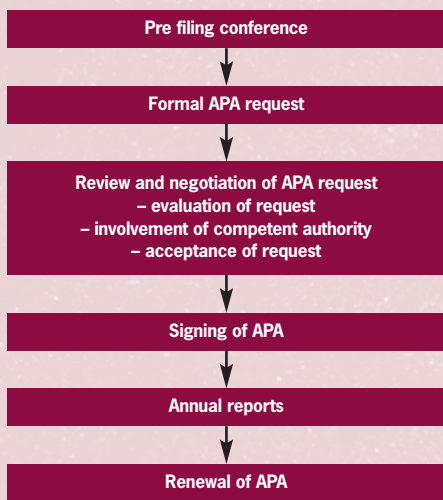 Pre filing conference
Formal APA request
Review and negotiation of APA request
– evaluation of request
– involvement of competent authority
– acceptance of request
Signing of APA
Annual reports
Renewal of APA